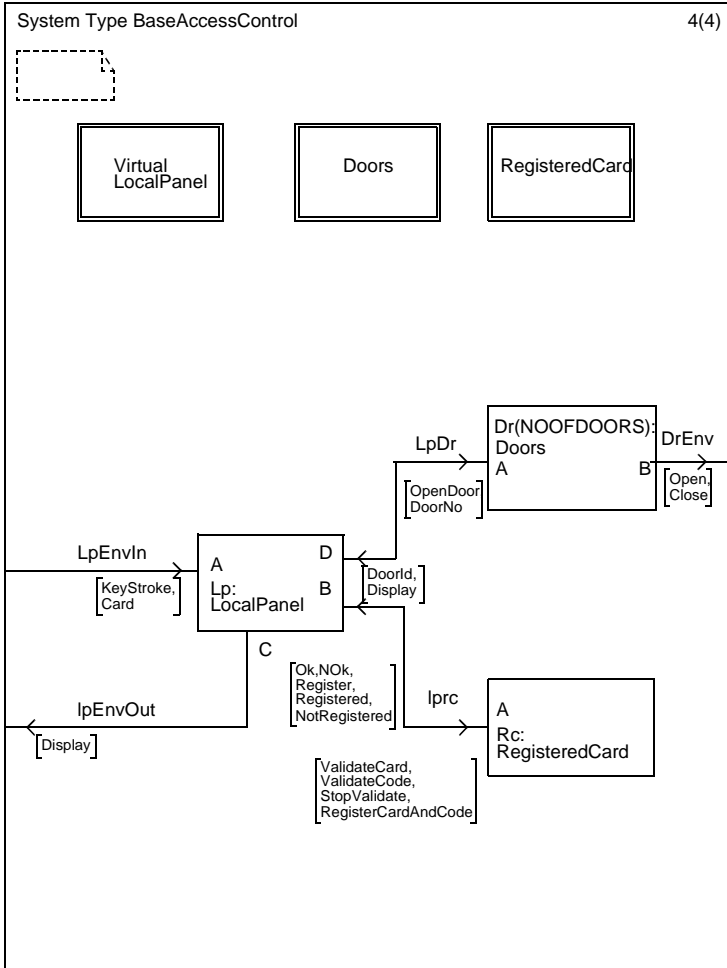 System Type BaseAccessControl
4(4)
Virtual
LocalPanel
Doors
RegisteredCard
Dr(NOOFDOORS):
Doors
A
B
LpDr
DrEnv
[OpenDoor
DoorNo]
[Open,
Close]
LpEnvIn
[KeyStroke,
Card]
A
D
Lp:
B
LocalPanel
C
[DoorId,
Display]
[Ok,NOk,
Register,
Registered,
NotRegistered]
lprc
lpEnvOut
[Display]
A
Rc:
RegisteredCard
[ValidateCard,
ValidateCode,
StopValidate,
RegisterCardAndCode]